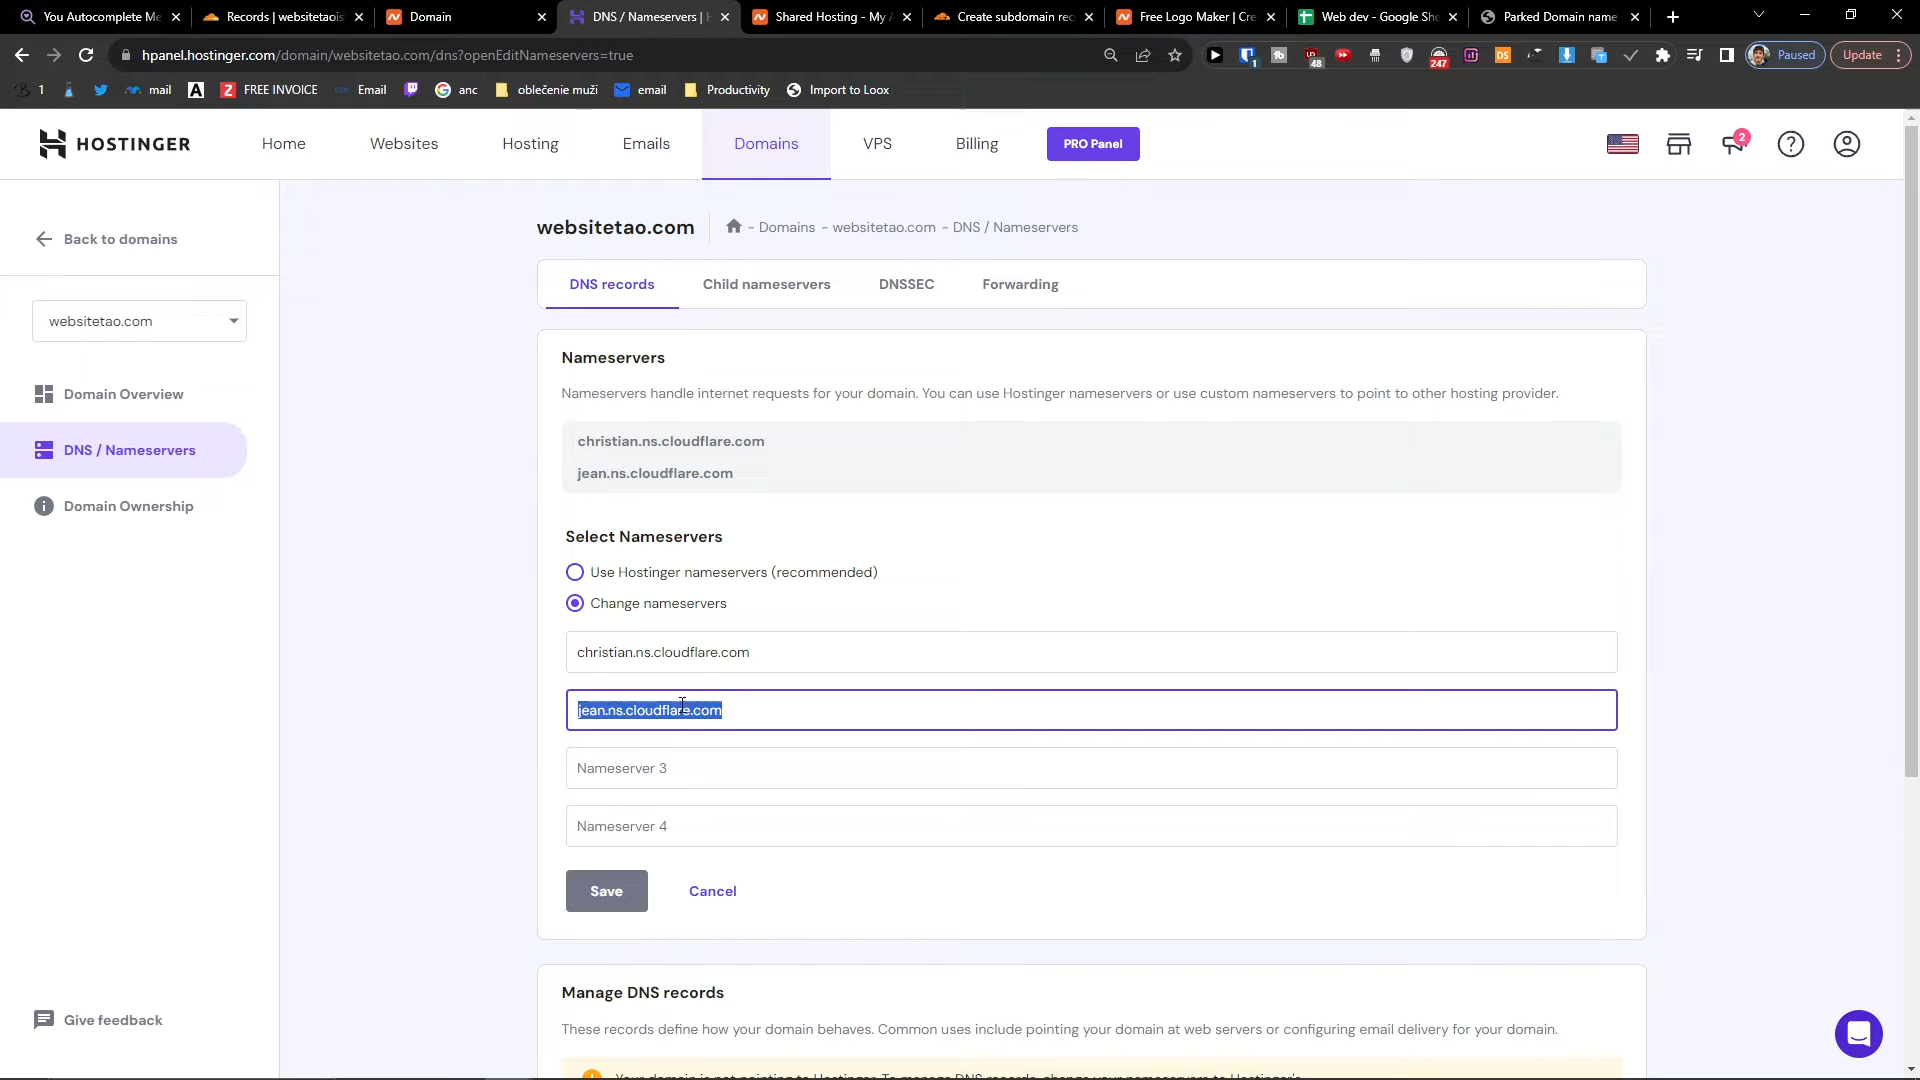 You Autocomplete Me
Records | websitetaois
Domain
DNS / Nameservers | H
Shared Hosting - My A
Create subdomain rec
Free Logo Maker | Cre
Web dev - Google She
Parked Domain name
hpanel.hostinger.com/domain/websitetao.com/dns?openEditNameservers=true
1
48
247
DS
Paused
Update
1
mail
FREE INVOICE
Email
anc
oblečenie muži
email
Productivity
Import to Loox
HOSTINGER
Home
Websites
Hosting
Emails
Domains
VPS
Billing
PRO Panel
2
Back to domains
websitetao.com
Domain Overview
DNS / Nameservers
Domain Ownership
Give feedback
websitetao.com
- Domains - websitetao.com - DNS / Nameservers
DNS records
Child nameservers
DNSSEC
Forwarding
Nameservers
Nameservers handle internet requests for your domain. You can use Hostinger nameservers or use custom nameservers to point to other hosting provider.
christian.ns.cloudflare.com
jean.ns.cloudflare.com
Select Nameservers
Use Hostinger nameservers (recommended)
Change nameservers
christian.ns.cloudflare.com
jean.ns.cloudflare.com
Nameserver 3
Nameserver 4
Save
Cancel
Manage DNS records
These records define how your domain behaves. Common uses include pointing your domain at web servers or configuring email delivery for your domain.
Your domain is not pointing to Hostinger. To manage DNS records, change your nameservers to Hostinger's